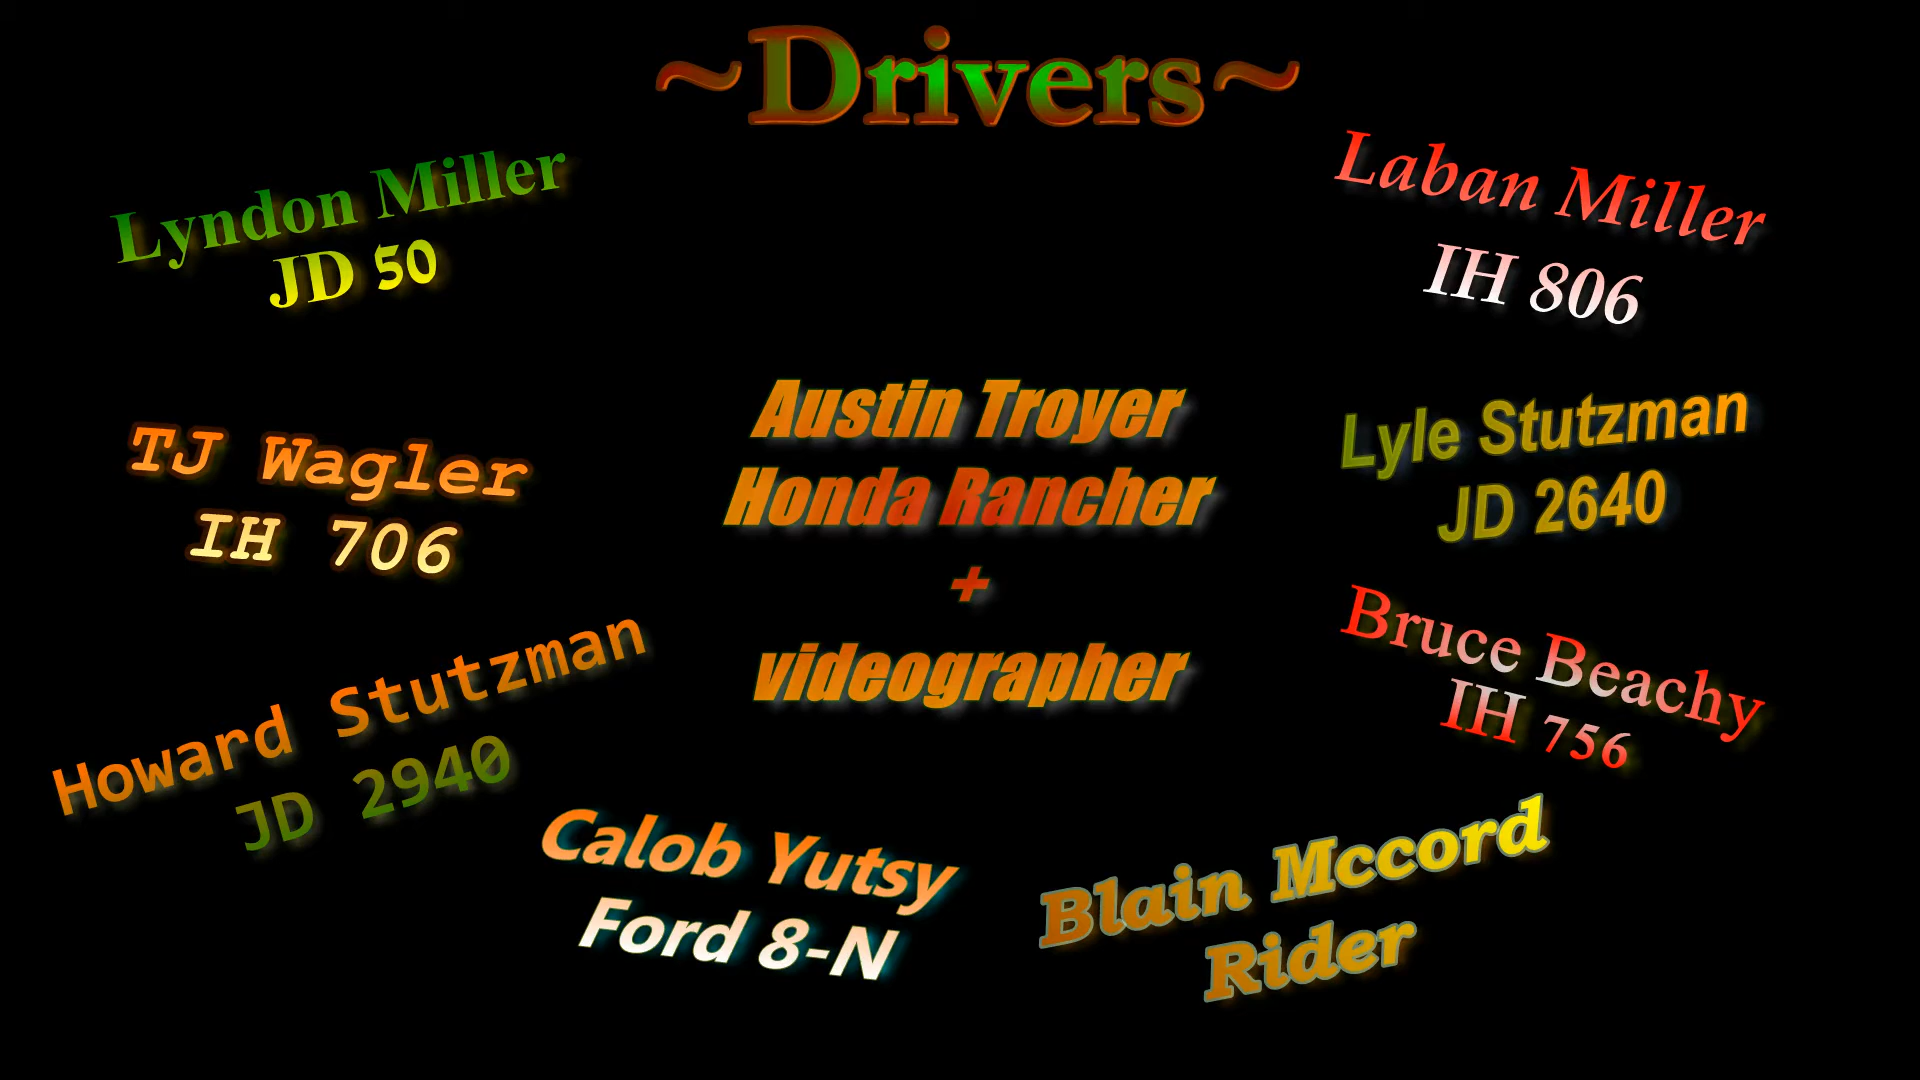 ~Drivers~
Lyndon Miller
JD 50
Laban Miller
IH 806
TJ Wagler
IH 706
Austin Troyer
Honda Rancher
+
videographer
Lyle Stutzman
JD 2640
Howard Stutzman
JD 2940
Bruce Beachy
IH 756
Calob Yutsy
Ford 8-N
Blain Mccord
Rider